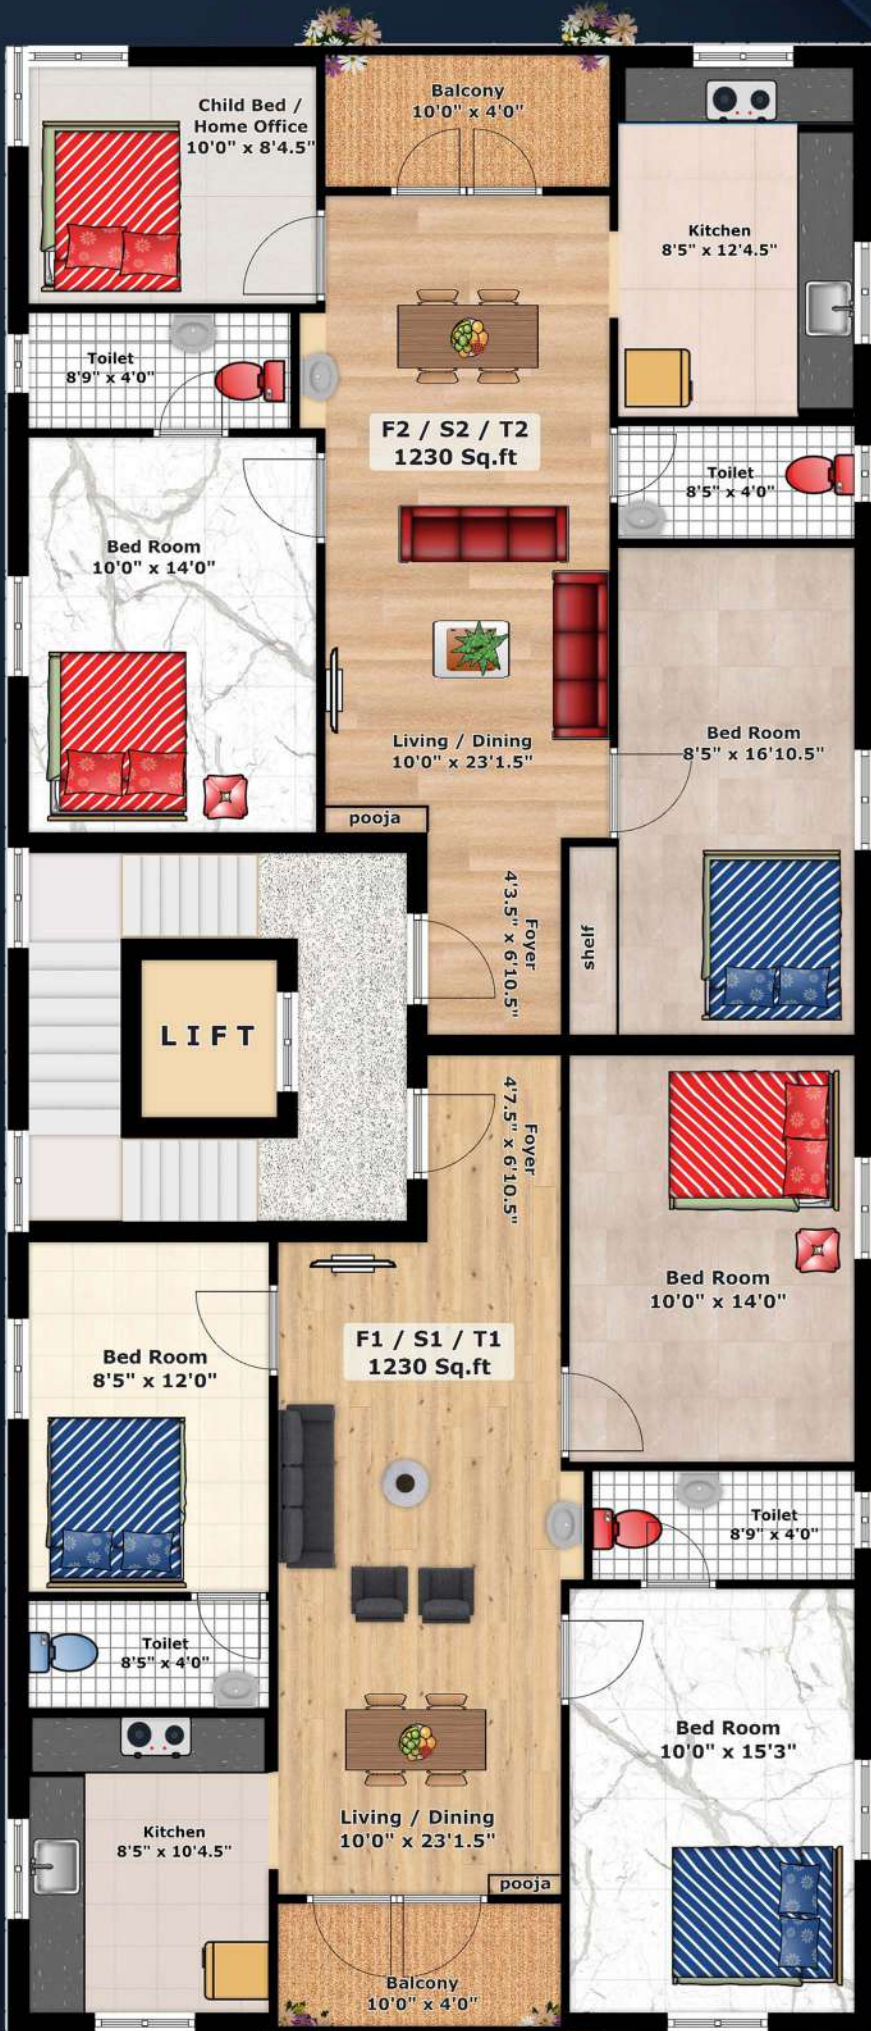 Child Bed /
Home Office
10'0" x 8'4.5"
Balcony
10'0" x 4'0"
Kitchen
8'5" x 12'4.5"
Toilet
8'9" x 4'0"
F2 / S2 / T2
1230 Sq.ft
Toilet
8'5" x 4'0"
Bed Room
10'0" x 14'0"
Living / Dining
10'0" x 23'1.5"
Bed Room
8'5" x 16'10.5"
pooja
Foyer
4'3.5" x 6'10.5"
shelf
LIFT
Foyer
4'7.5" x 6'10.5"
Bed Room
10'0" x 14'0"
F1 / S1 / T1
1230 Sq.ft
Bed Room
8'5" x 12'0"
Toilet
8'9" x 4'0"
Toilet
8'5" x 4'0"
Bed Room
10'0" x 15'3"
Kitchen
8'5" x 10'4.5"
Living / Dining
10'0" x 23'1.5"
pooja
Balcony
10'0" x 4'0"